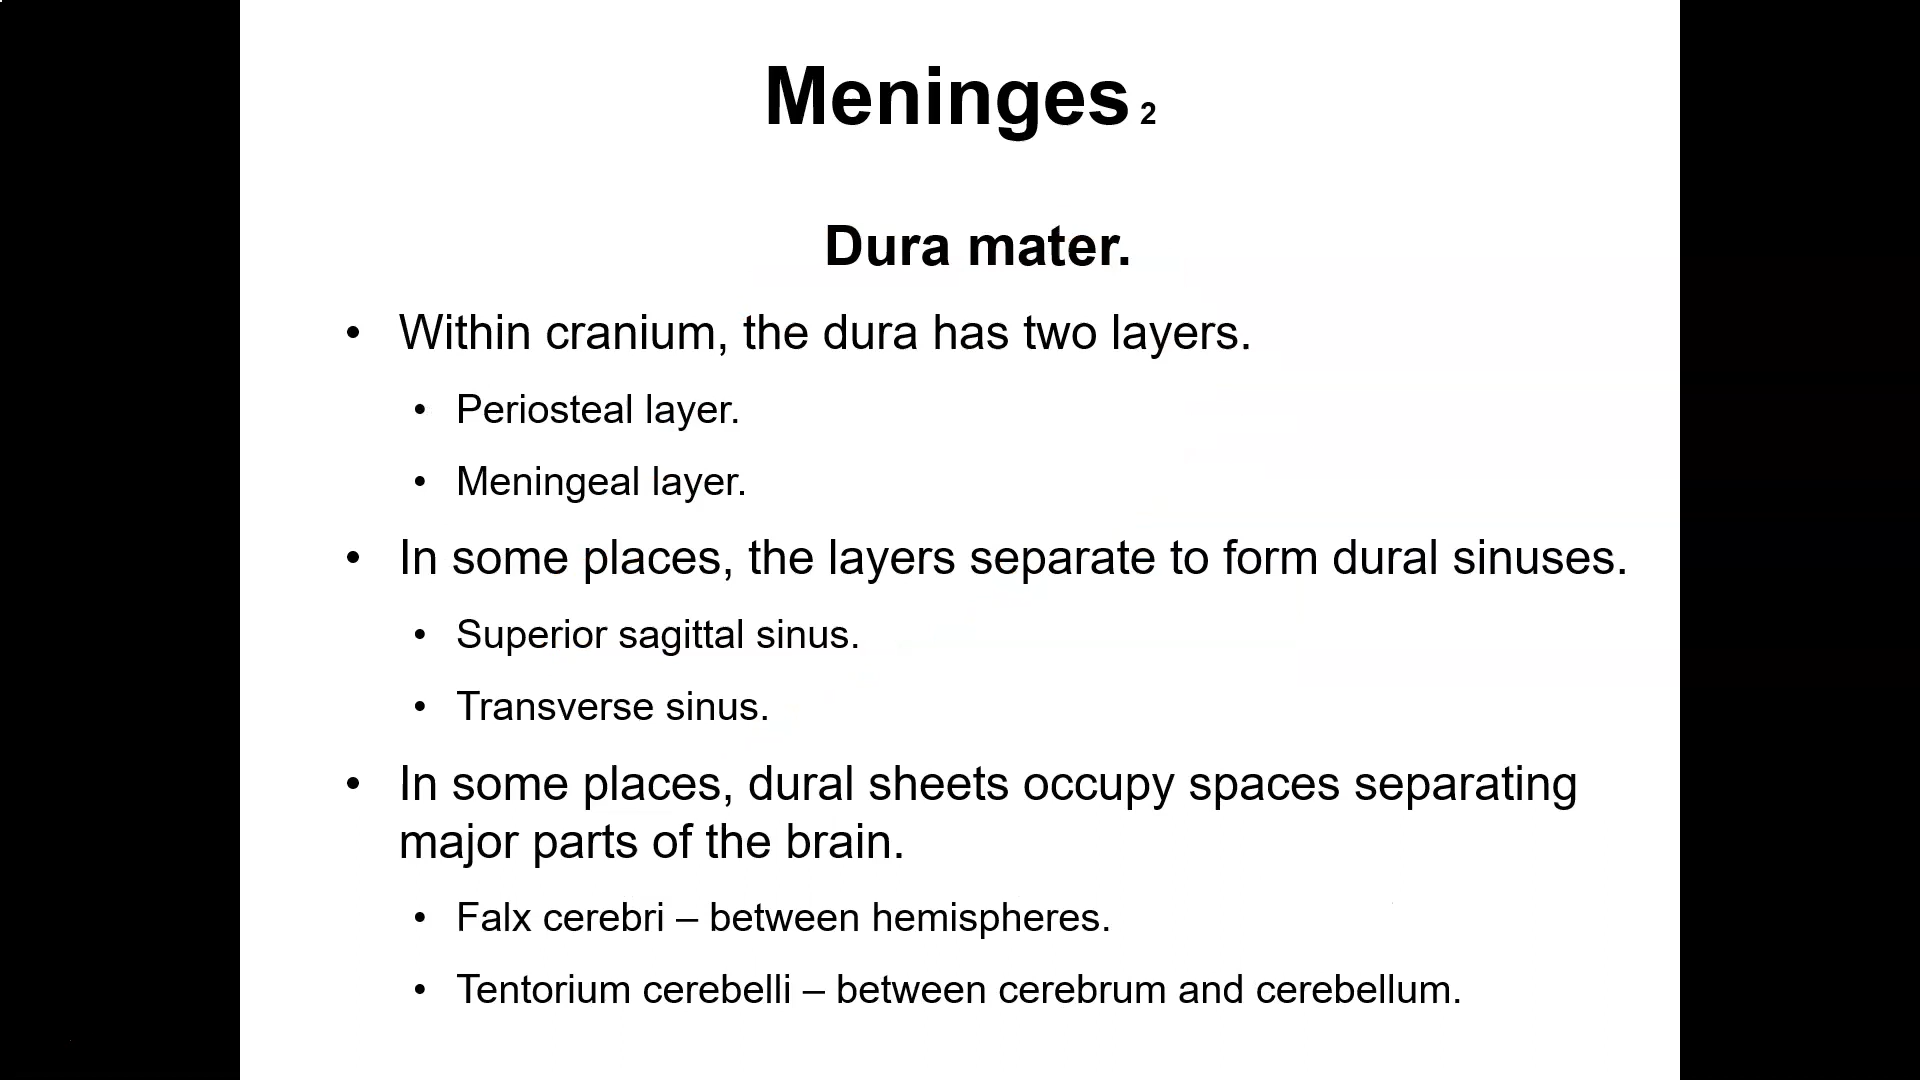 Meninges 2
Dura mater.
• Within cranium, the dura has two layers.
• Periosteal layer.
• Meningeal layer.
• In some places, the layers separate to form dural sinuses.
• Superior sagittal sinus.
• Transverse sinus.
• In some places, dural sheets occupy spaces separating
major parts of the brain.
• Falx cerebri – between hemispheres.
• Tentorium cerebelli – between cerebrum and cerebellum.